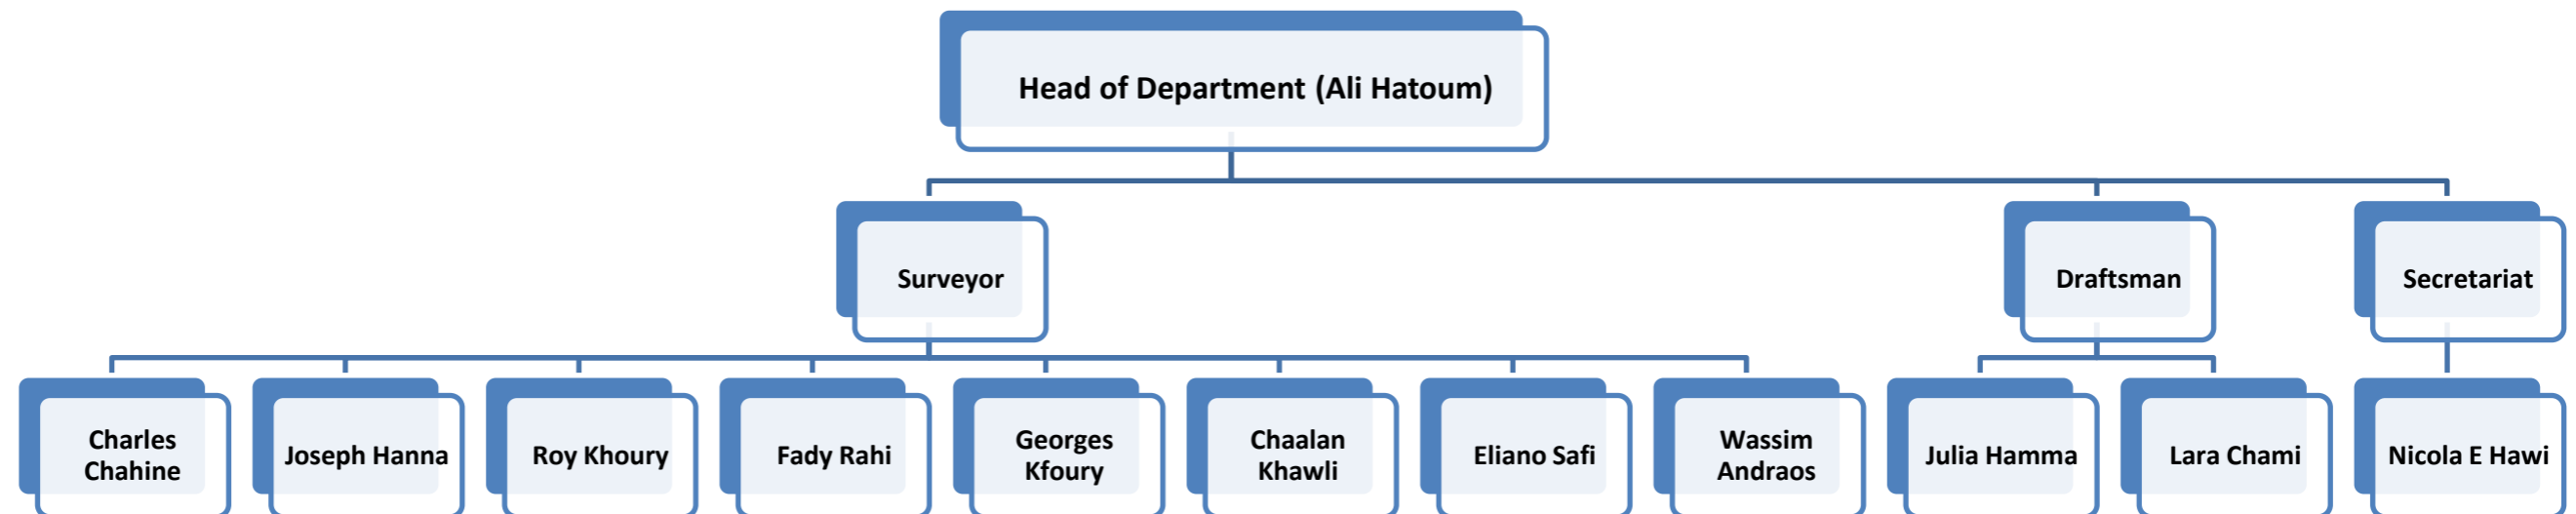 Head of Department (Ali Hatoum)
Surveyor
Draftsman
Secretariat
Charles
Chahine
Joseph Hanna
Roy Khoury
Fady Rahi
Georges
Kfoury
Chaalan
Khawli
Eliano Safi
Wassim
Andraos
Julia Hamma
Lara Chami
Nicola E Hawi